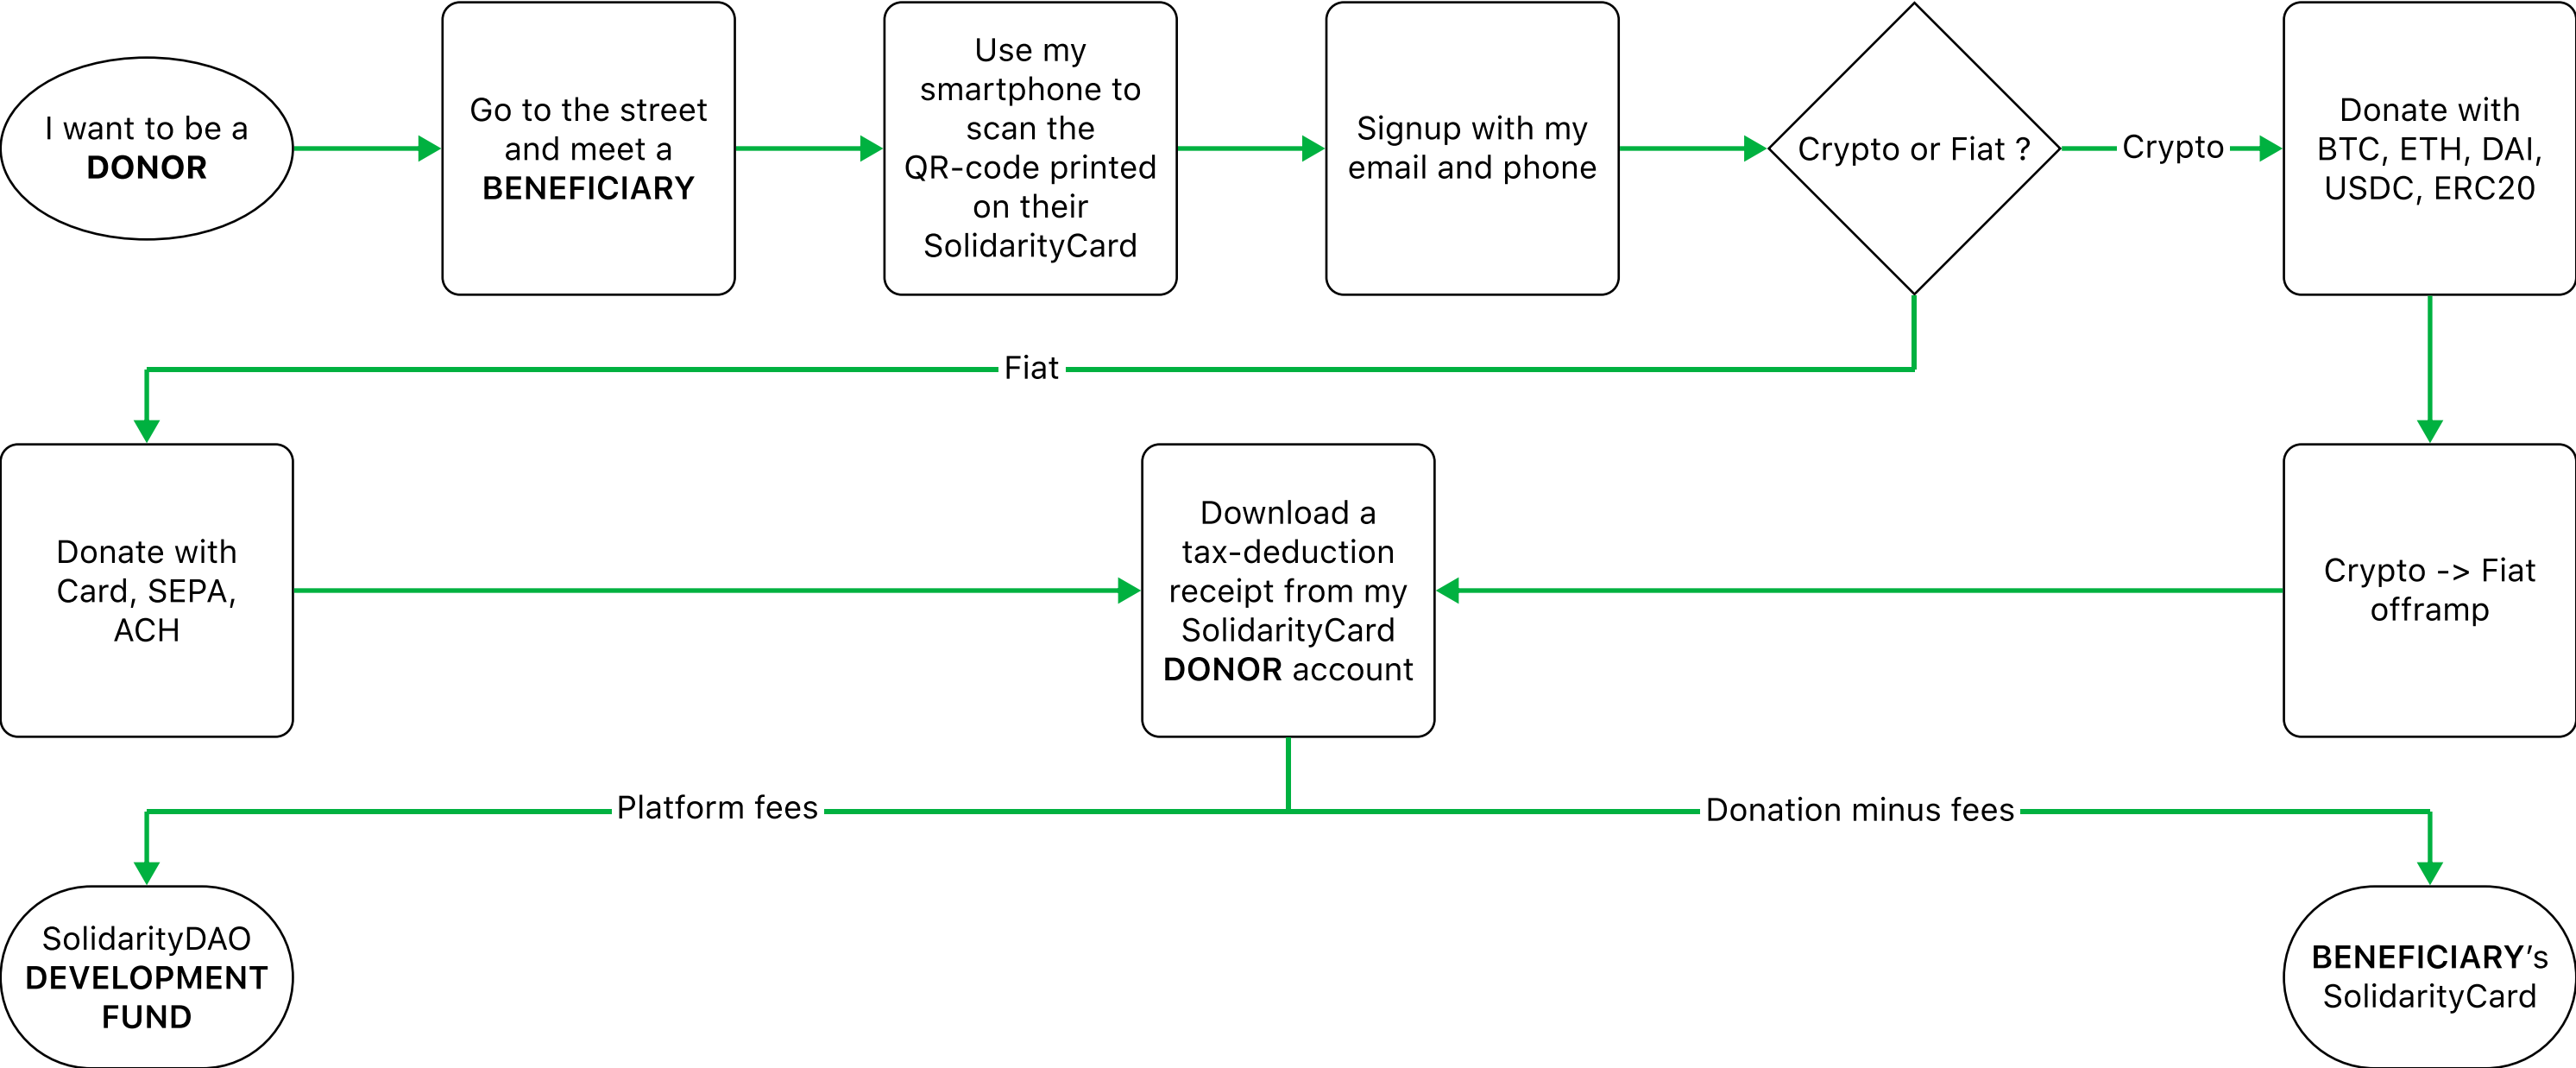 I want to be a
DONOR
Go to the street
and meet a
BENEFICIARY
Use my
smartphone to
scan the
QR-code printed
on their
SolidarityCard
Signup with my
email and phone
Crypto or Fiat ?
Crypto
Donate with
BTC, ETH, DAI,
USDC, ERC20
Fiat
Donate with
Card, SEPA,
ACH
Download a
tax-deduction
receipt from my
SolidarityCard
DONOR account
Crypto -> Fiat
offramp
Platform fees
Donation minus fees
SolidarityDAO
DEVELOPMENT
FUND
BENEFICIARY’s
SolidarityCard